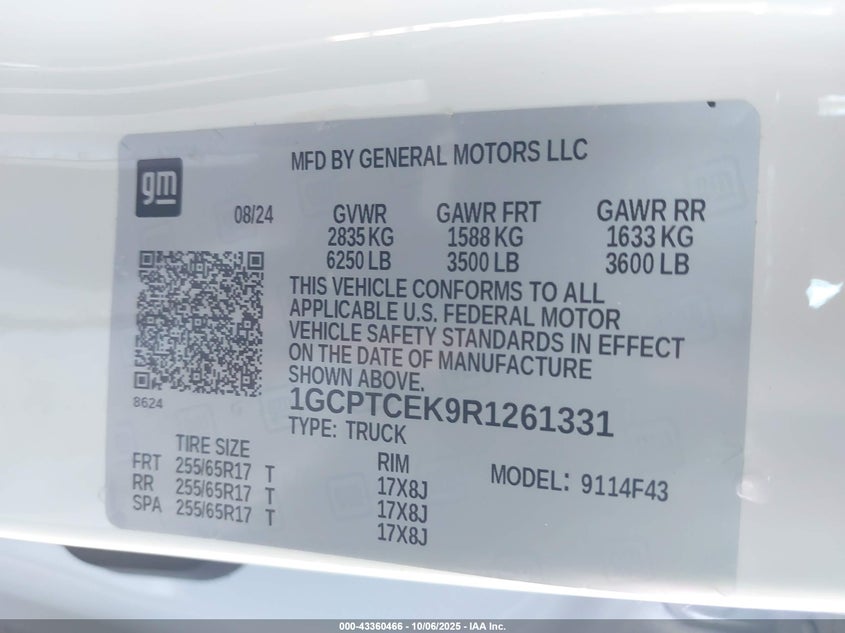 MFD BY GENERAL MOTORS LLC
gm
08/24
GVWR GAWR FRT GAWR RR
2835 KG 1588 KG 1633 KG
6250 LB 3500 LB 3600 LB
THIS VEHICLE CONFORMS TO ALL
APPLICABLE U.S. FEDERAL MOTOR
VEHICLE SAFETY STANDARDS IN EFFECT
ON THE DATE OF MANUFACTURE
SHOWN ABOVE.
8624
1GCPTCEK9R1261331
TYPE: TRUCK
TIRE SIZE RIM MODEL: 9114F43
FRT 255/65R17 T 17X8J
RR 255/65R17 T 17X8J
SPA 255/65R17 T 17X8J
000-43360466 - 10/06/2025 - IAA Inc.